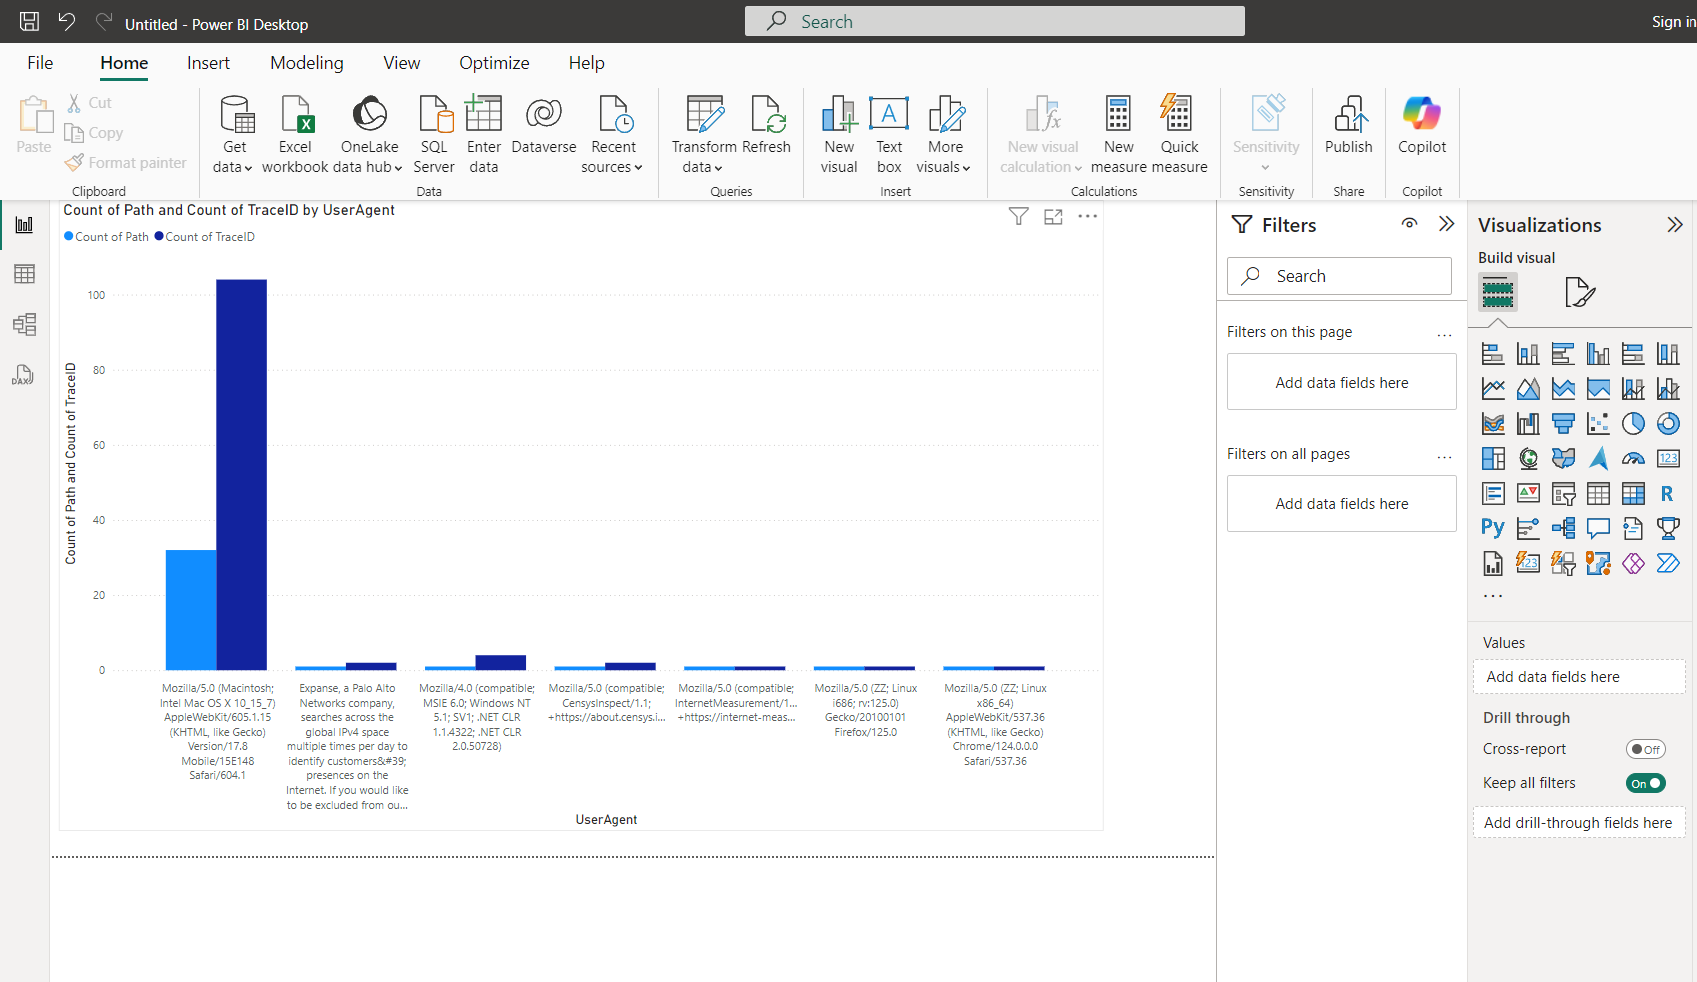 Untitled - Power BI Desktop
Search
Sign in
File
Home
Insert
Modeling
View
Optimize
Help
Paste
Cut
Copy
Format painter
Clipboard
Get
data
Excel
workbook
OneLake
data hub
SQL
Server
Enter
data
Dataverse
Recent
sources
Data
Transform
data
Refresh
Queries
New
visual
A
Text
box
More
visuals
Insert
fx
New visual
calculation
New
measure
Quick
measure
Calculations
Sensitivity
Sensitivity
Publish
Share
Copilot
Copilot
DAX
Count of Path and Count of TraceID by UserAgent
Count of Path
Count of TraceID
Count of Path and Count of TraceID
100
80
60
40
20
0
Mozilla/5.0 (Macintosh;
Intel Mac OS X 10_15_7)
AppleWebKit/605.1.15
(KHTML, like Gecko)
Version/17.8
Mobile/15E148
Safari/604.1
Expanse, a Palo Alto
Networks company,
searches across the
global IPv4 space
multiple times per day to
identify customers&#39;
presences on the
Internet. If you would like
to be excluded from ou...
Mozilla/4.0 (compatible;
MSIE 6.0; Windows NT
5.1; SV1; .NET CLR
1.1.4322; .NET CLR
2.0.50728)
Mozilla/5.0 (compatible;
CensysInspect/1.1;
+https://about.censys.i...
Mozilla/5.0 (compatible;
InternetMeasurement/1...
+https://internet-meas...
Mozilla/5.0 (ZZ; Linux
i686; rv:125.0)
Gecko/20100101
Firefox/125.0
Mozilla/5.0 (ZZ; Linux
x86_64)
AppleWebKit/537.36
(KHTML, like Gecko)
Chrome/124.0.0.0
Safari/537.36
UserAgent
Filters
Search
Filters on this page
Add data fields here
Filters on all pages
Add data fields here
Visualizations
Build visual
123
R
Py
123
Values
Add data fields here
Drill through
Cross-report
Off
Keep all filters
On
Add drill-through fields here